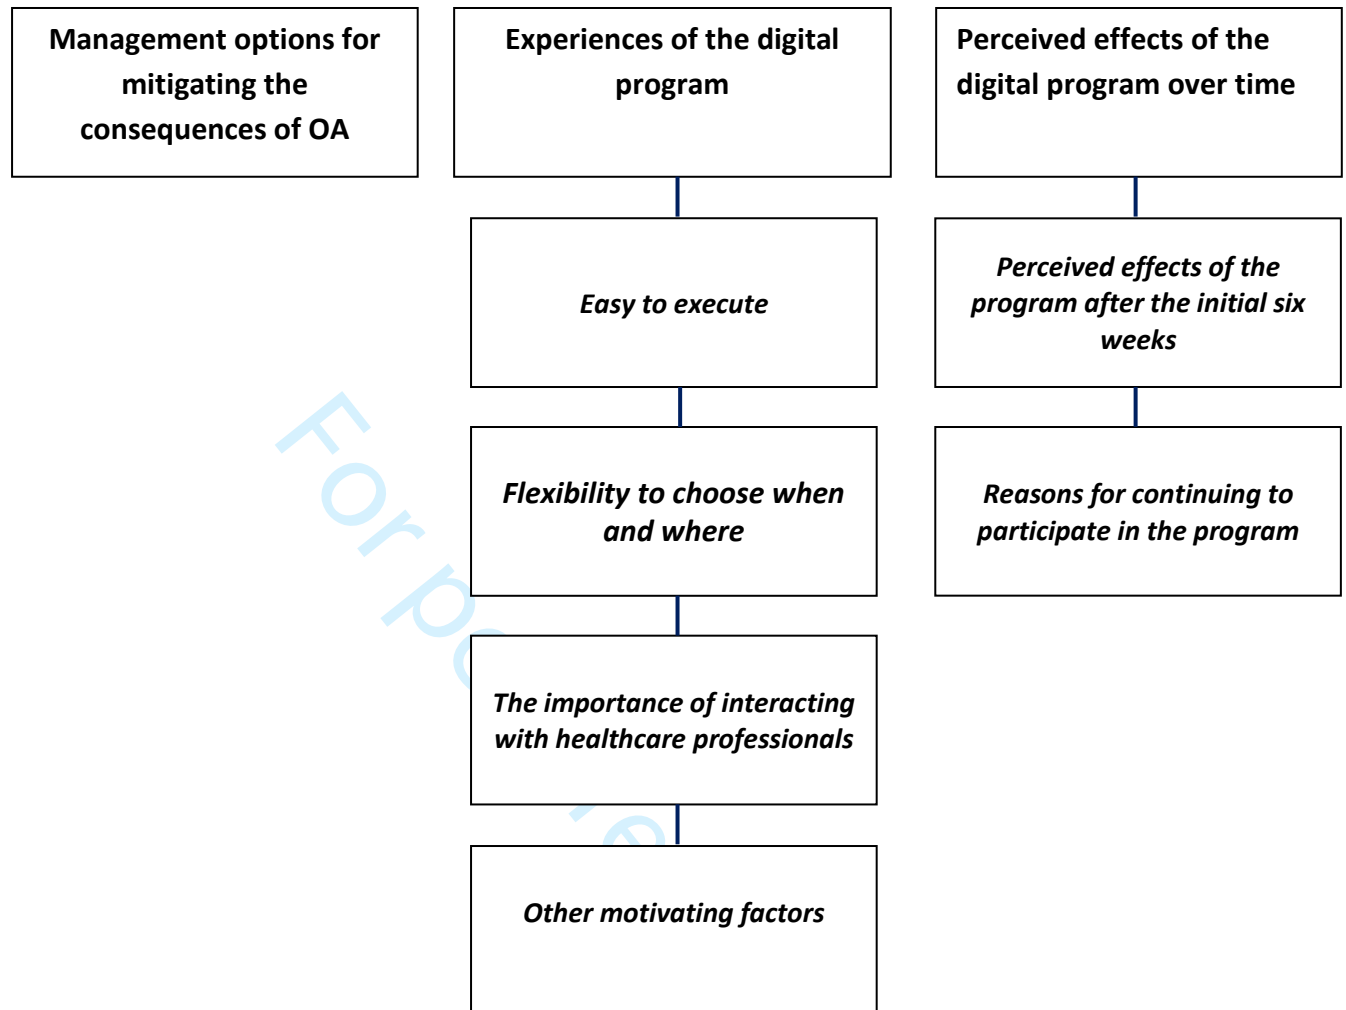 Management options for
mitigating the
consequences of OA
Experiences of the digital
program
Perceived effects of the
digital program over time
Easy to execute
Perceived effects of the
program after the initial six
weeks
Flexibility to choose when
and where
Reasons for continuing to
participate in the program
The importance of interacting
with healthcare professionals
Other motivating factors
For pe